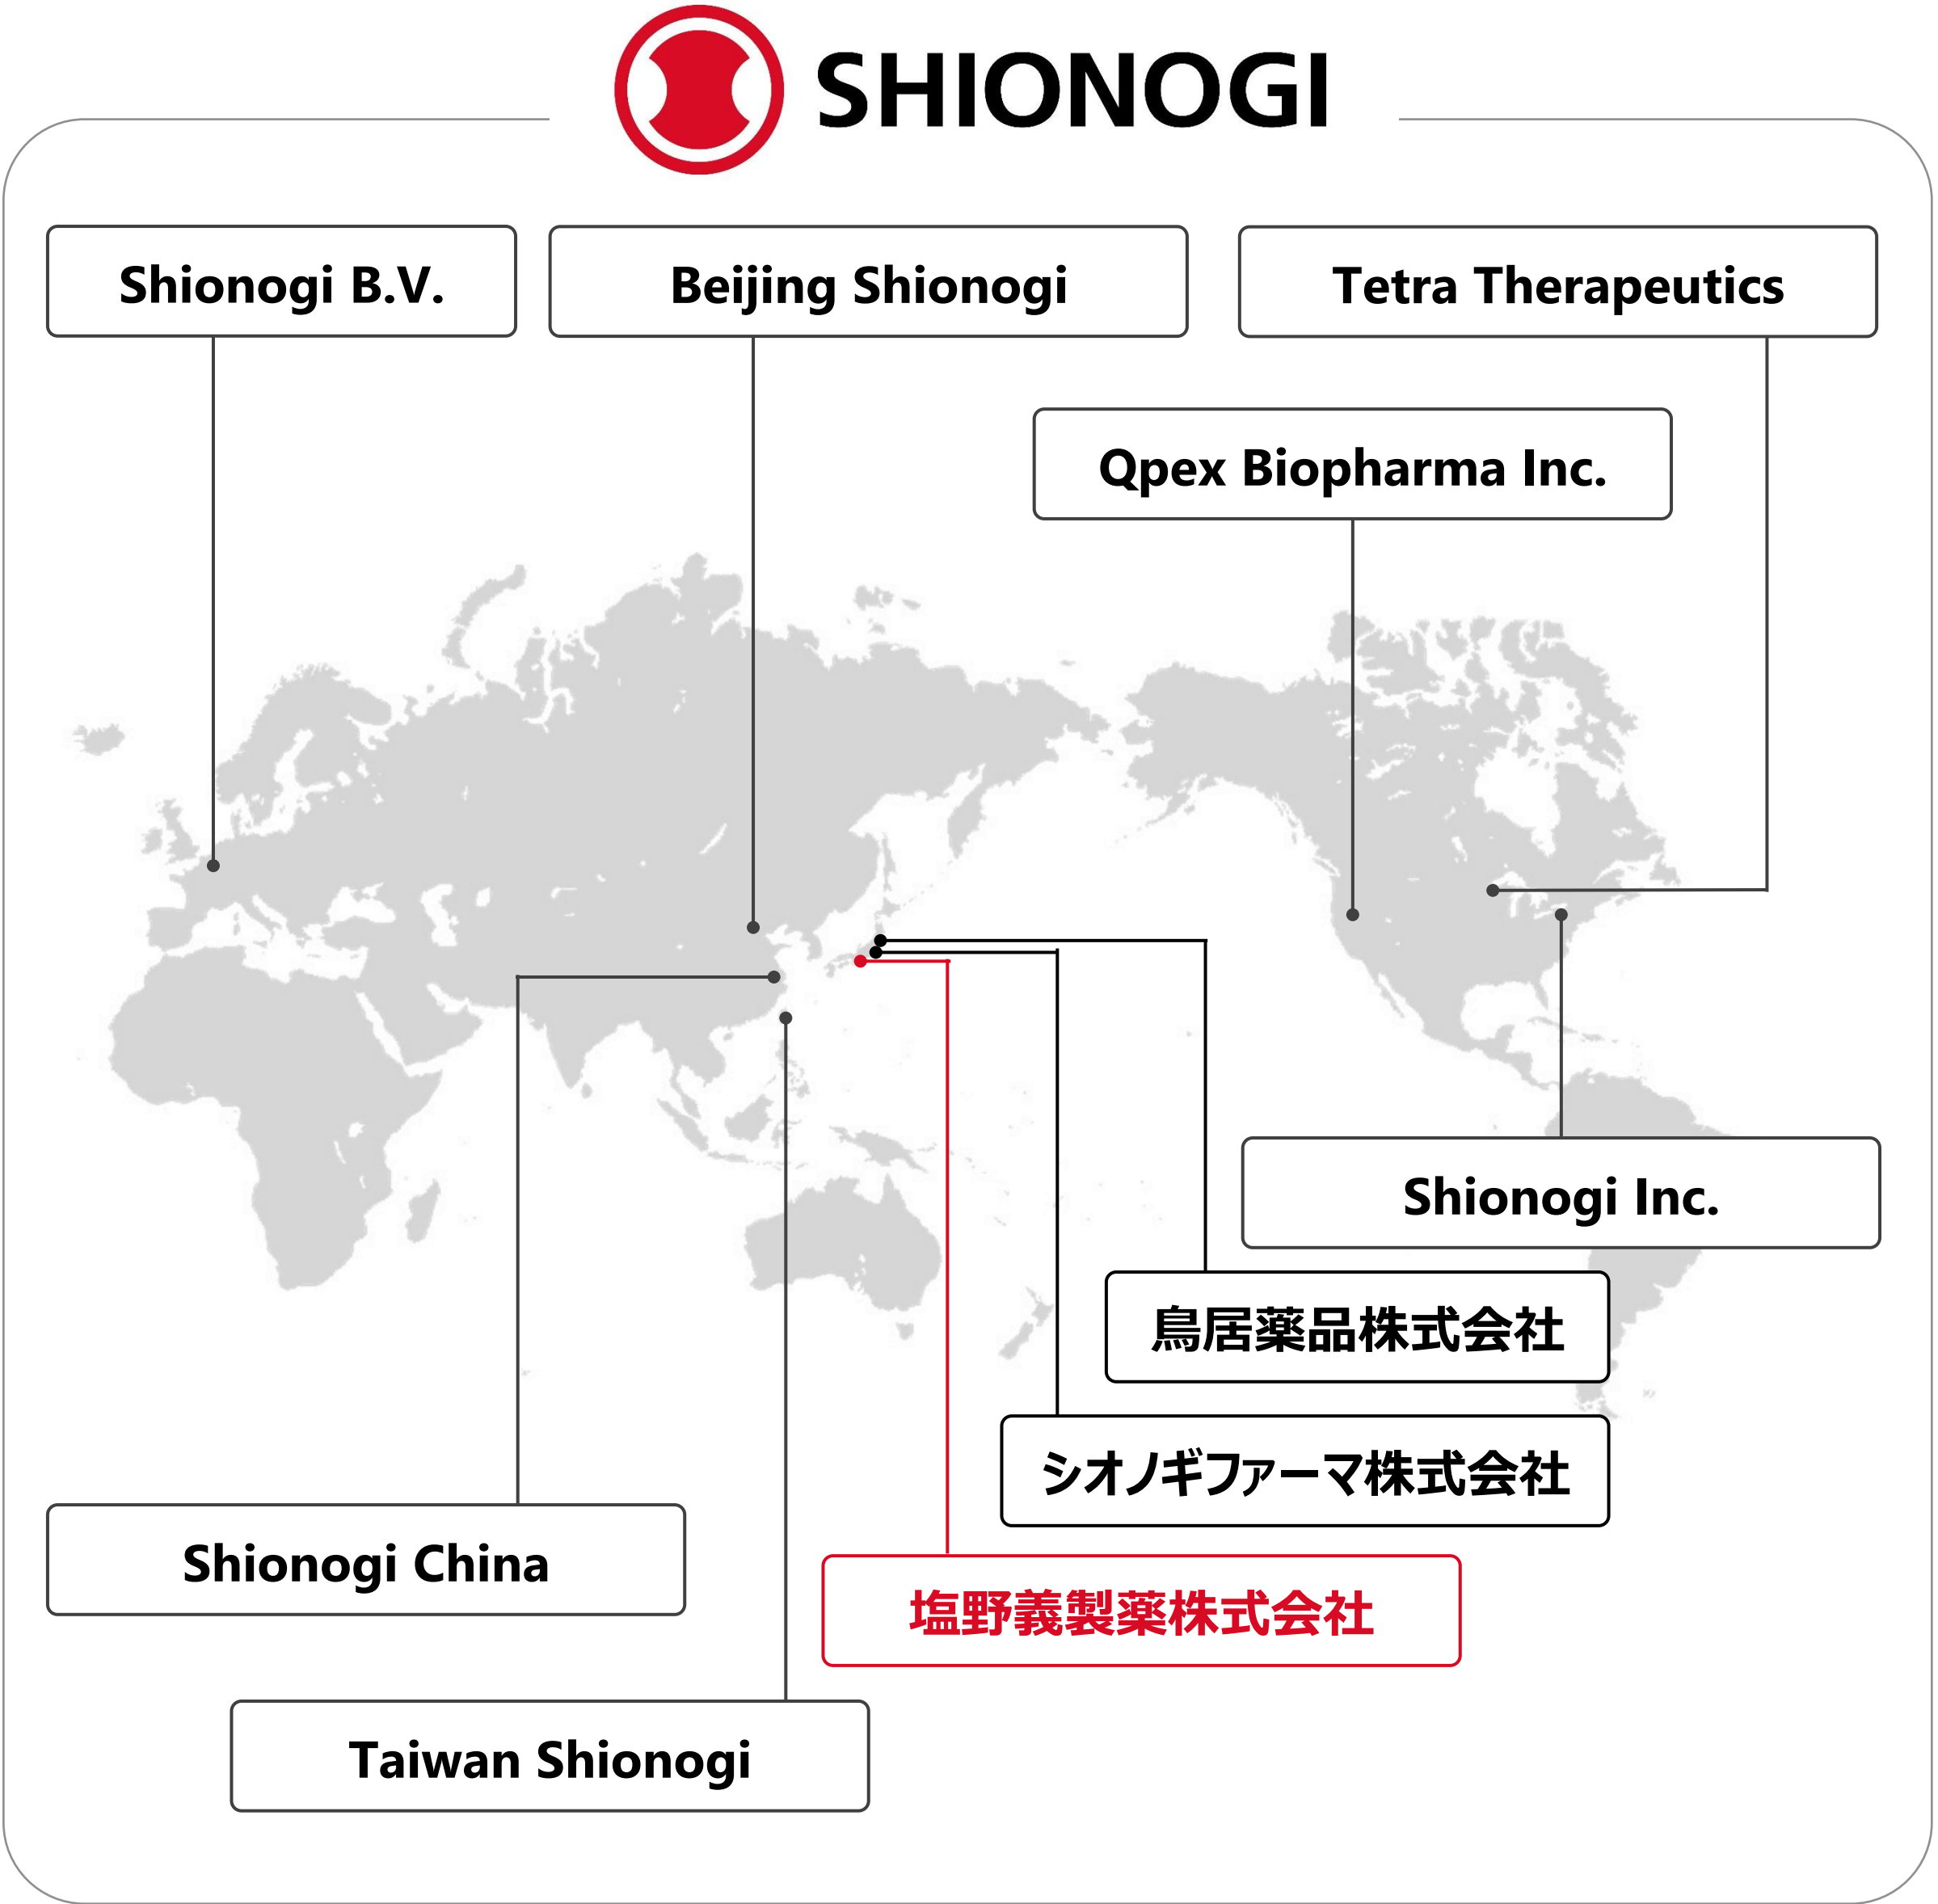 SHIONOGI
Shionogi B.V.
Beijing Shionogi
Tetra Therapeutics
Qpex Biopharma Inc.
Shionogi Inc.
鳥居薬品株式会社
シオノギファーマ株式会社
Shionogi China
塩野義製薬株式会社
Taiwan Shionogi